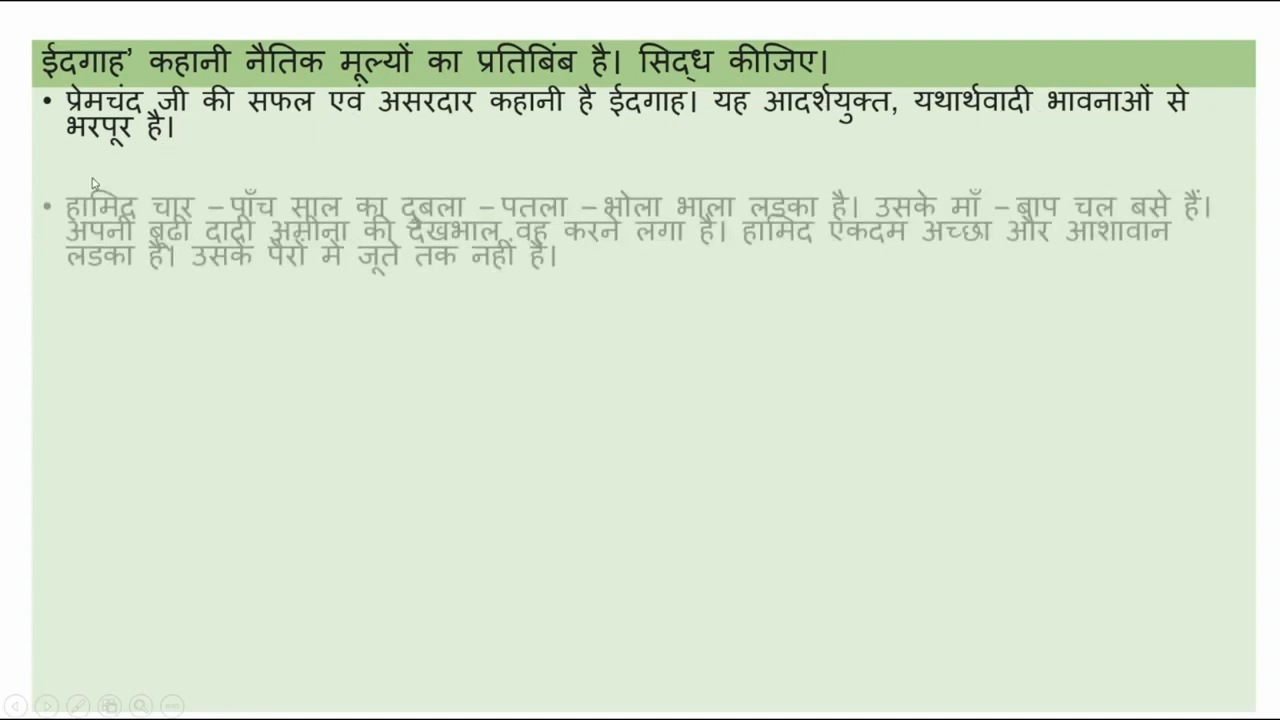 ईदगाह’ कहानी नैतिक मूल्यों का प्रतिबिंब है। सिद्ध कीजिए।
• प्रेमचंद जी की सफल एवं असरदार कहानी है ईदगाह। यह आदर्शयुक्त, यथार्थवादी भावनाओं से
भरपूर है।
• हामिद चार – पाँच साल का दुबला – पतला – भोला भाला लडका है। उसके माँ – बाप चल बसे हैं।
अपनी बूढी दादी अमीना की देखभाल वह करने लगा है। हामिद एकदम अच्छा और आशावान
लडका है। उसके पैरों में जूते तक नहीं है।